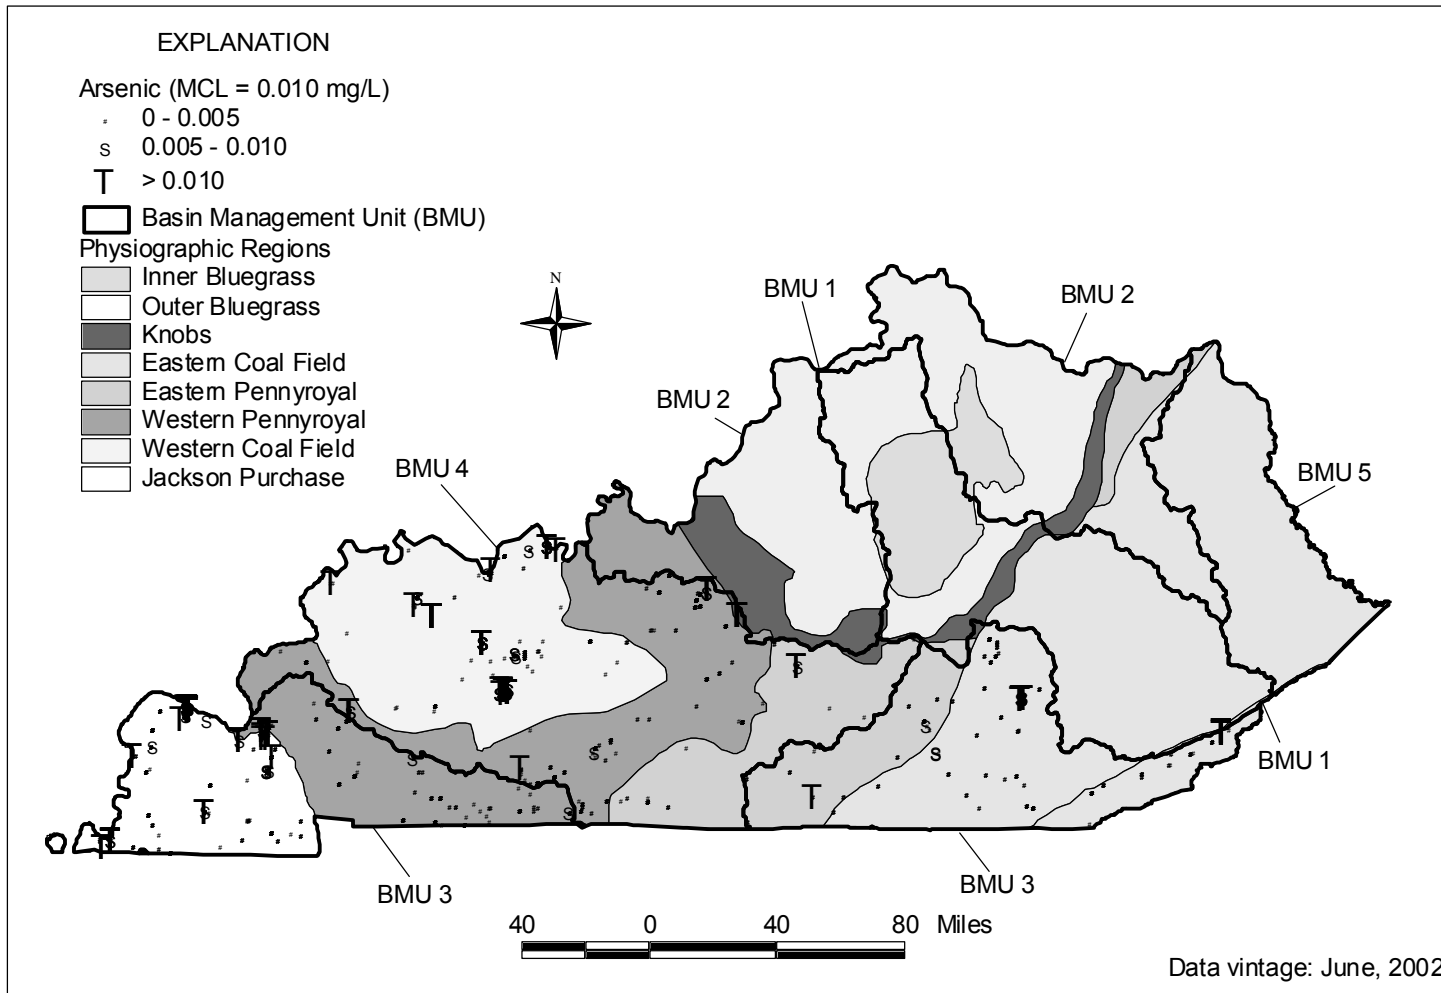 EXPLANATION
Arsenic (MCL = 0.010 mg/L)
# 0 - 0.005
S 0.005 - 0.010
T > 0.010
Basin Management Unit (BMU)
Physiographic Regions
Inner Bluegrass
Outer Bluegrass
Knobs
Eastern Coal Field
Eastern Pennyroyal
Western Pennyroyal
Western Coal Field
Jackson Purchase
N
BMU 1
BMU 2
BMU 2
BMU 4
BMU 5
BMU 1
BMU 3
BMU 3
40 0 40 80 Miles
Data vintage: June, 2002